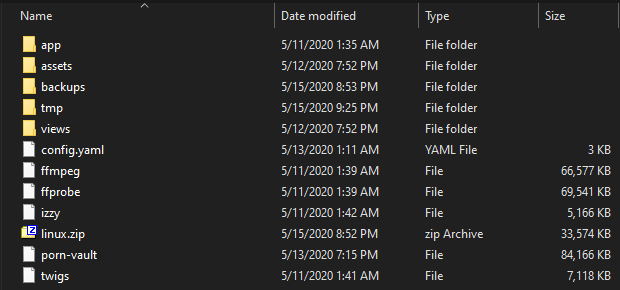 Name Date modified Type Size
app 5/11/2020 1:35 AM File folder
assets 5/12/2020 7:52 PM File folder
backups 5/15/2020 8:53 PM File folder
tmp 5/15/2020 9:25 PM File folder
views 5/12/2020 7:52 PM File folder
config.yaml 5/13/2020 1:11 AM YAML File 3 KB
ffmpeg 5/11/2020 1:39 AM File 66,577 KB
ffprobe 5/11/2020 1:39 AM File 69,541 KB
izzy 5/11/2020 1:42 AM File 5,166 KB
Z linux.zip 5/15/2020 8:52 PM zip Archive 33,574 KB
porn-vault 5/13/2020 7:15 PM File 84,166 KB
twigs 5/11/2020 1:41 AM File 7,118 KB